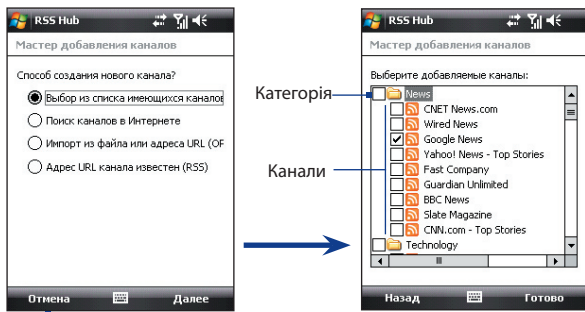 RSS Hub
Мастер добавления каналов
Способ создания нового канала?
Выбор из списка имеющихся каналов
Поиск каналов в Интернете
Импорт из файла или адреса URL (OP
Адрес URL канала известен (RSS)
Отмена
Далее
Категорія
Канали
RSS Hub
Мастер добавления каналов
Выберите добавляемые каналы:
News
CNET News.com
Wired News
Google News
Yahoo! News - Top Stories
Fast Company
Guardian Unlimited
BBC News
Slate Magazine
CNN.com - Top Stories
Technology
Назад
Готово